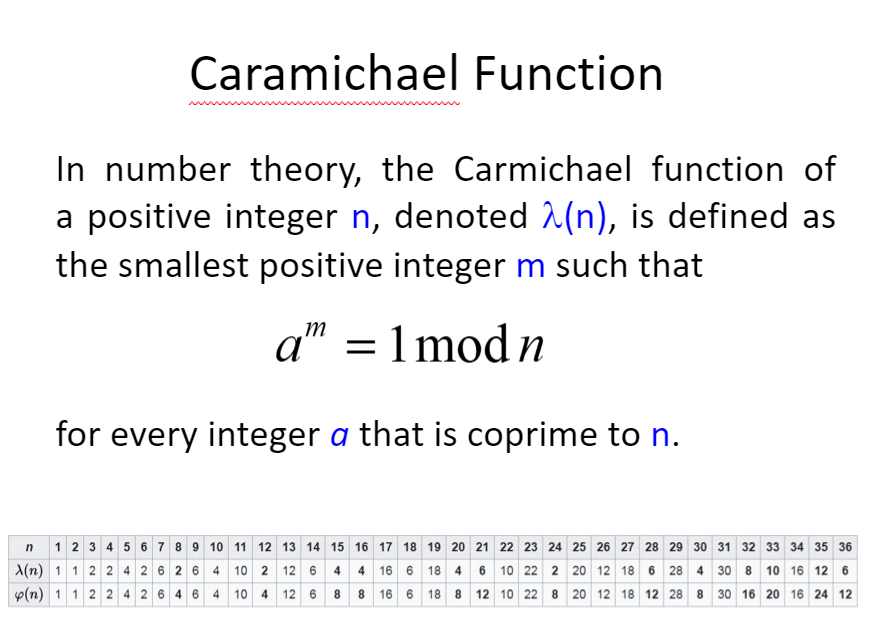 Caramichael Function
In number theory, the Carmichael function of
a positive integer n, denoted λ(n), is defined as
the smallest positive integer m such that
aᵐ = 1 mod n
for every integer a that is coprime to n.
n 1 2 3 4 5 6 7 8 9 10 11 12 13 14 15 16 17 18 19 20 21 22 23 24 25 26 27 28 29 30 31 32 33 34 35 36
λ(n) 1 1 2 2 4 2 6 2 6 4 10 2 12 6 4 4 16 6 18 4 6 10 22 2 20 12 18 6 28 4 30 8 10 16 12 6
φ(n) 1 1 2 2 4 2 6 4 6 4 10 4 12 6 8 8 16 6 18 8 12 10 22 8 20 12 18 12 28 8 30 16 20 16 24 12